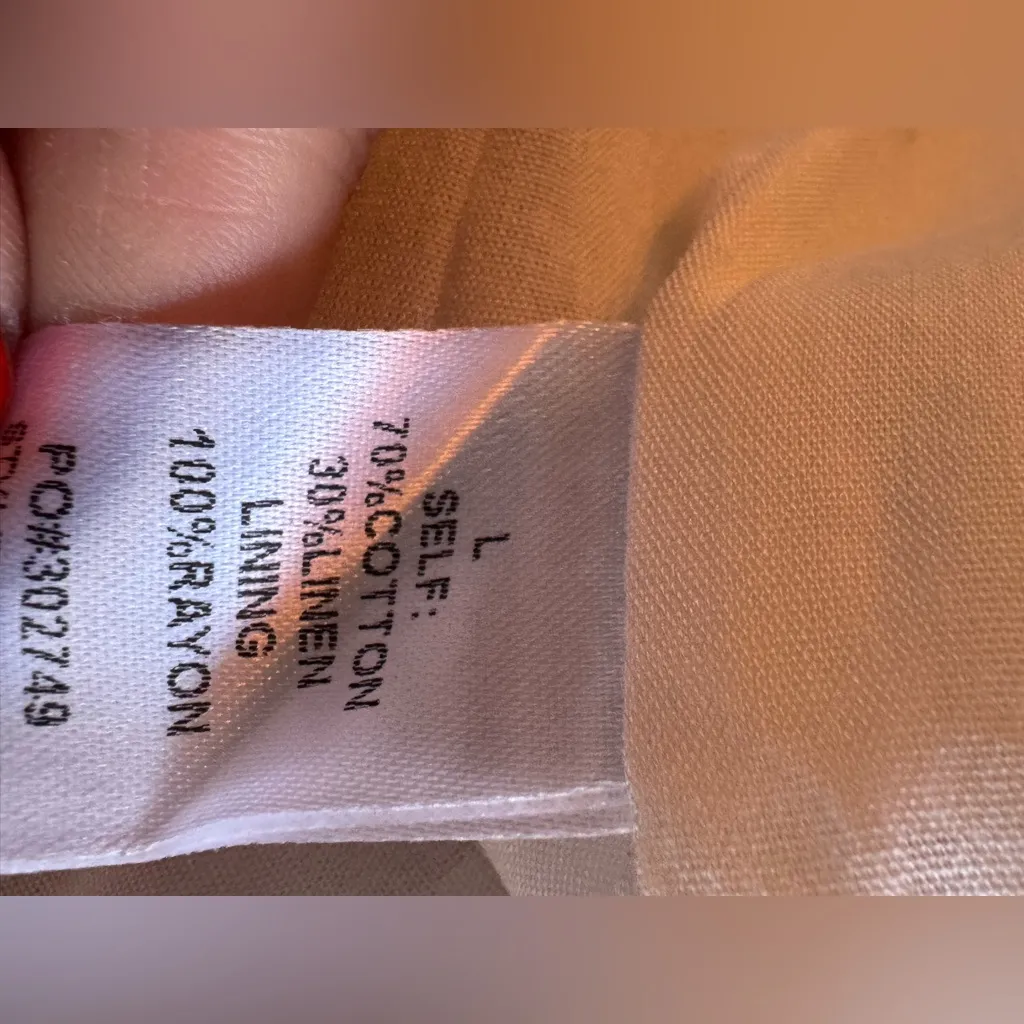 L
SELF:
70%COTTON
30%LINEN
LINING
100%RAYON
PO#302749